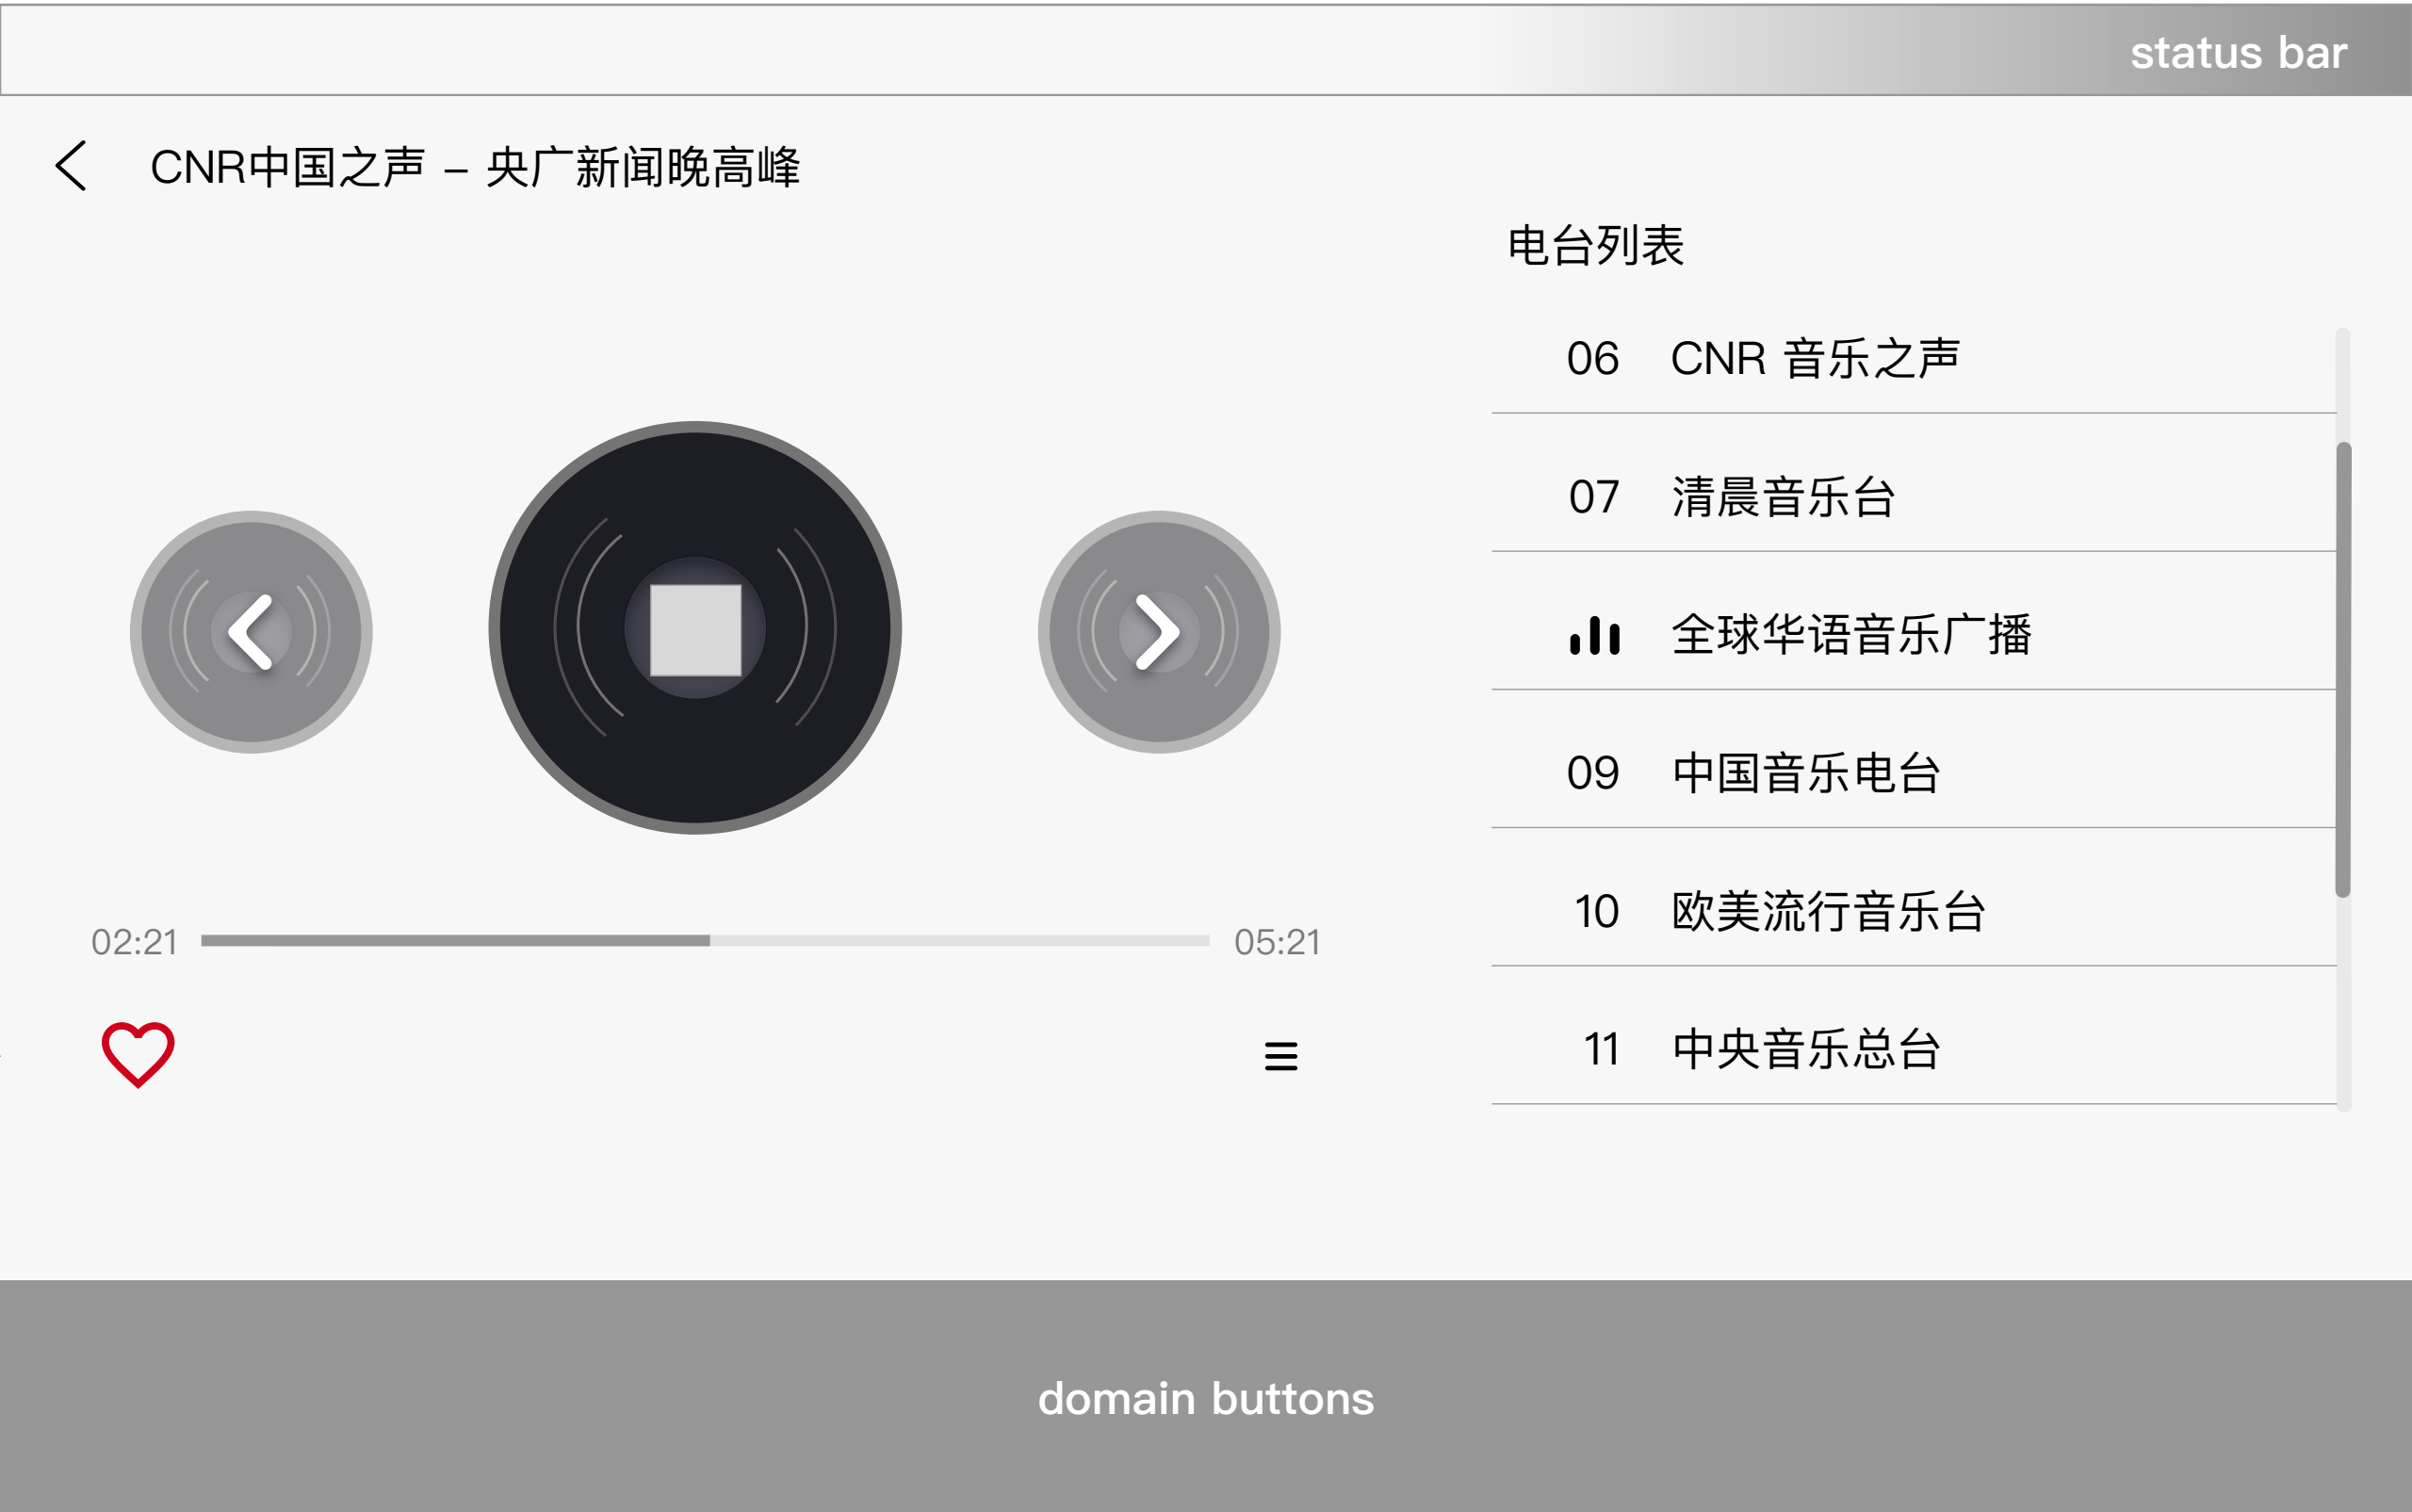 status bar
CNR中国之声 – 央广新闻晚高峰
电台列表
06 CNR 音乐之声
07 清晨音乐台
全球华语音乐广播
09 中国音乐电台
10 欧美流行音乐台
11 中央音乐总台
02:21 05:21
domain buttons